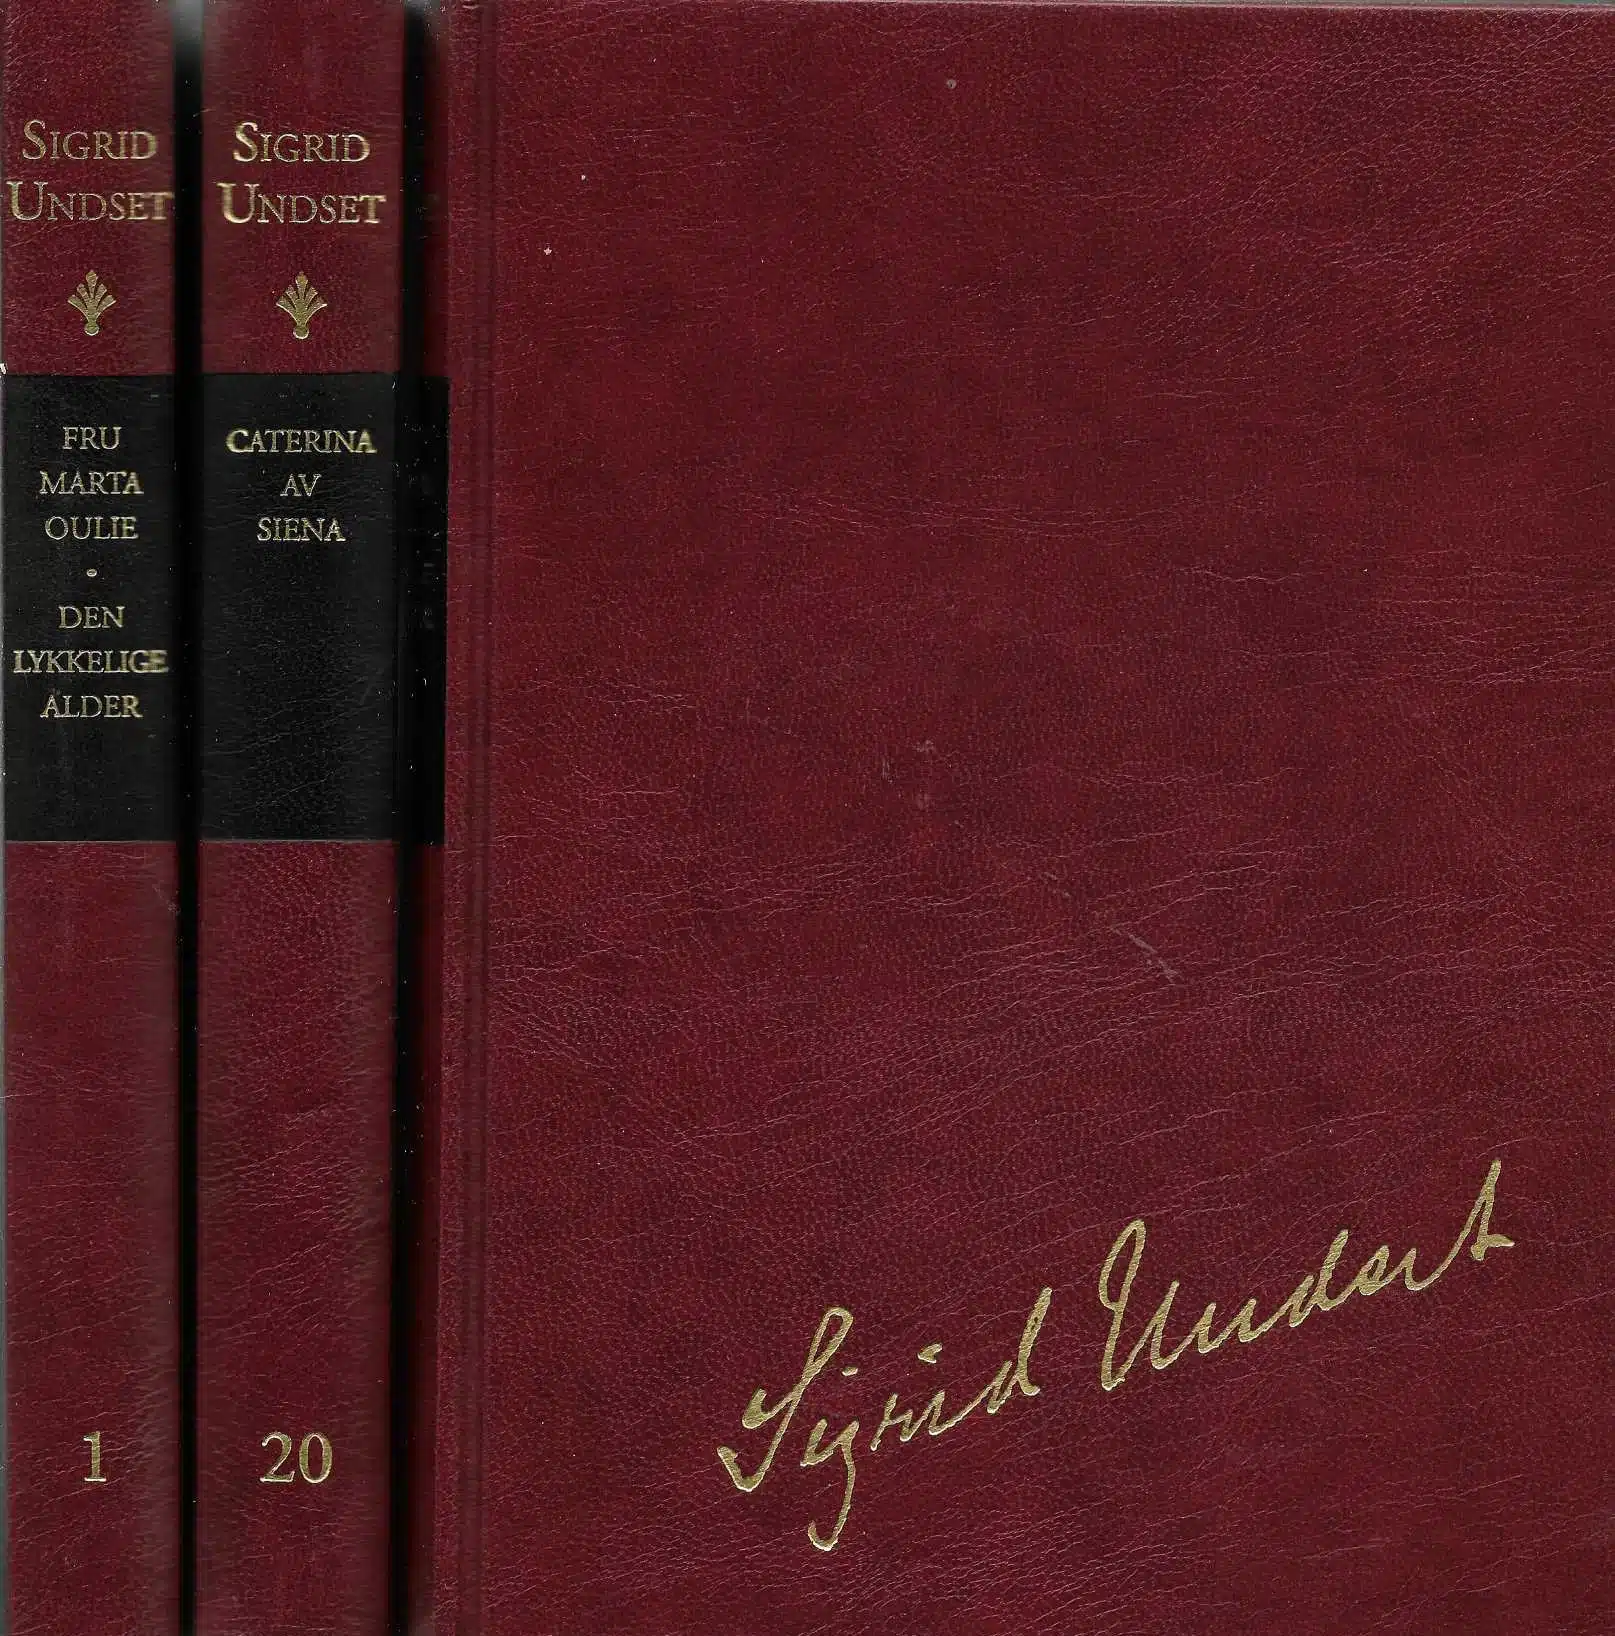 SIGRID
UNDSET
FRU
MARTA
OULIE
•
DEN
LYKKELIGE
ALDER
1
SIGRID
UNDSET
CATERINA
AV
SIENA
20
Sigrid Undset